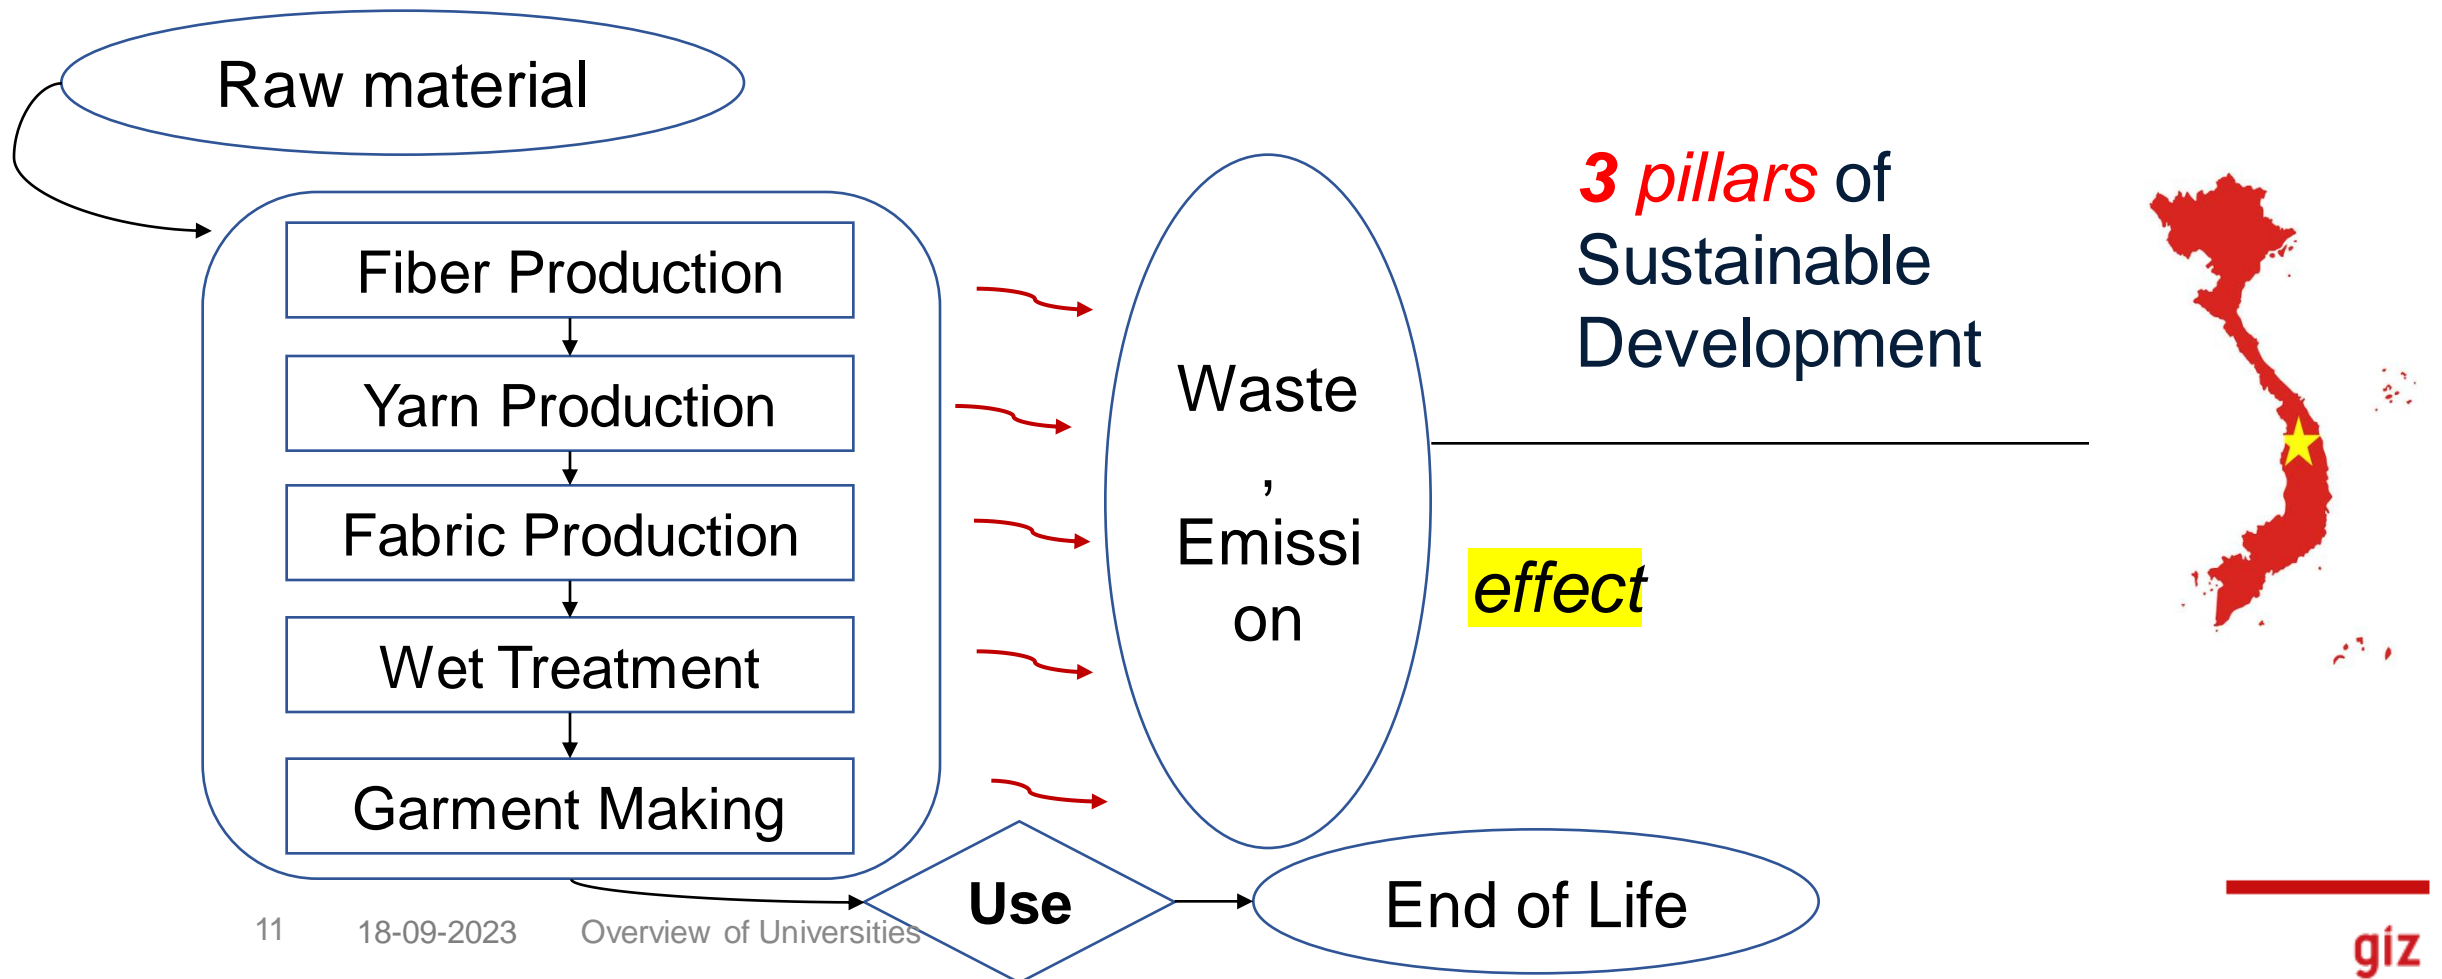 Raw material
Fiber Production
Yarn Production
Fabric Production
Wet Treatment
Garment Making
Waste
,
Emissi
on
3 pillars of
Sustainable
Development
effect
Use
End of Life
11 18-09-2023 Overview of Universities
giz